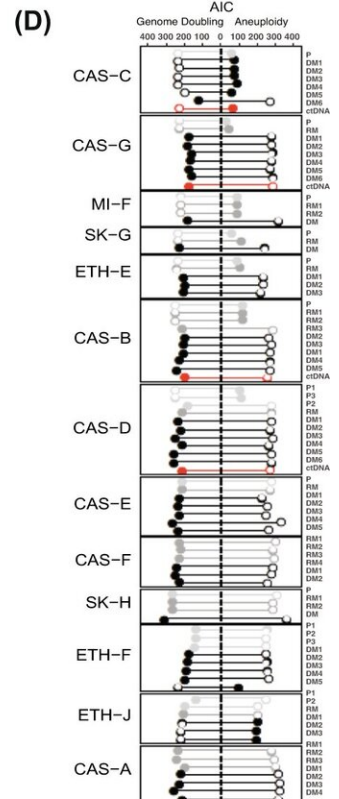 (D)
AIC
Genome Doubling Aneuploidy
400 300 200 100 0 100 200 300 400
CAS-C
P
DM1
DM2
DM3
DM4
DM5
DM6
ctDNA
CAS-G
P
RM
DM1
DM2
DM3
DM4
DM5
DM6
ctDNA
MI-F
P
RM1
RM2
DM
SK-G
P
RM
DM
ETH-E
P
RM
DM1
DM2
DM3
CAS-B
P
RM1
RM2
RM3
DM2
DM3
DM1
DM4
DM5
ctDNA
CAS-D
P1
P3
P2
RM
DM1
DM2
DM3
DM4
DM5
DM6
ctDNA
CAS-E
P
RM
DM1
DM2
DM3
DM4
DM5
CAS-F
RM1
RM2
RM3
RM4
DM1
DM2
SK-H
P
RM1
RM2
DM
ETH-F
P1
P2
P3
DM1
DM2
DM3
DM4
DM5
ETH-J
P1
P2
RM
DM1
DM2
DM3
CAS-A
RM1
RM2
RM3
DM1
DM2
DM3
DM4